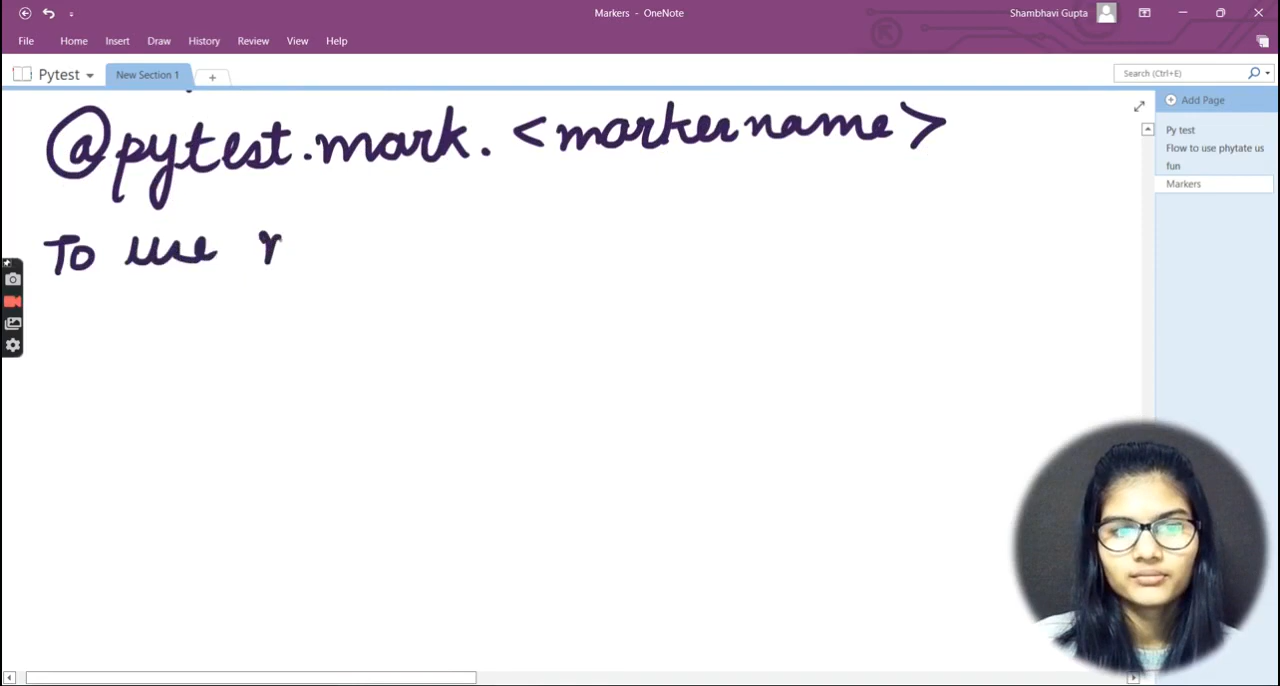 Markers - OneNote
Shambhavi Gupta
File Home Insert Draw History Review View Help
Pytest New Section 1 +
Search (Ctrl+E)
Add Page
@pytest.mark.<markername>
Py test
Flow to use phytate us
fun
Markers
To use